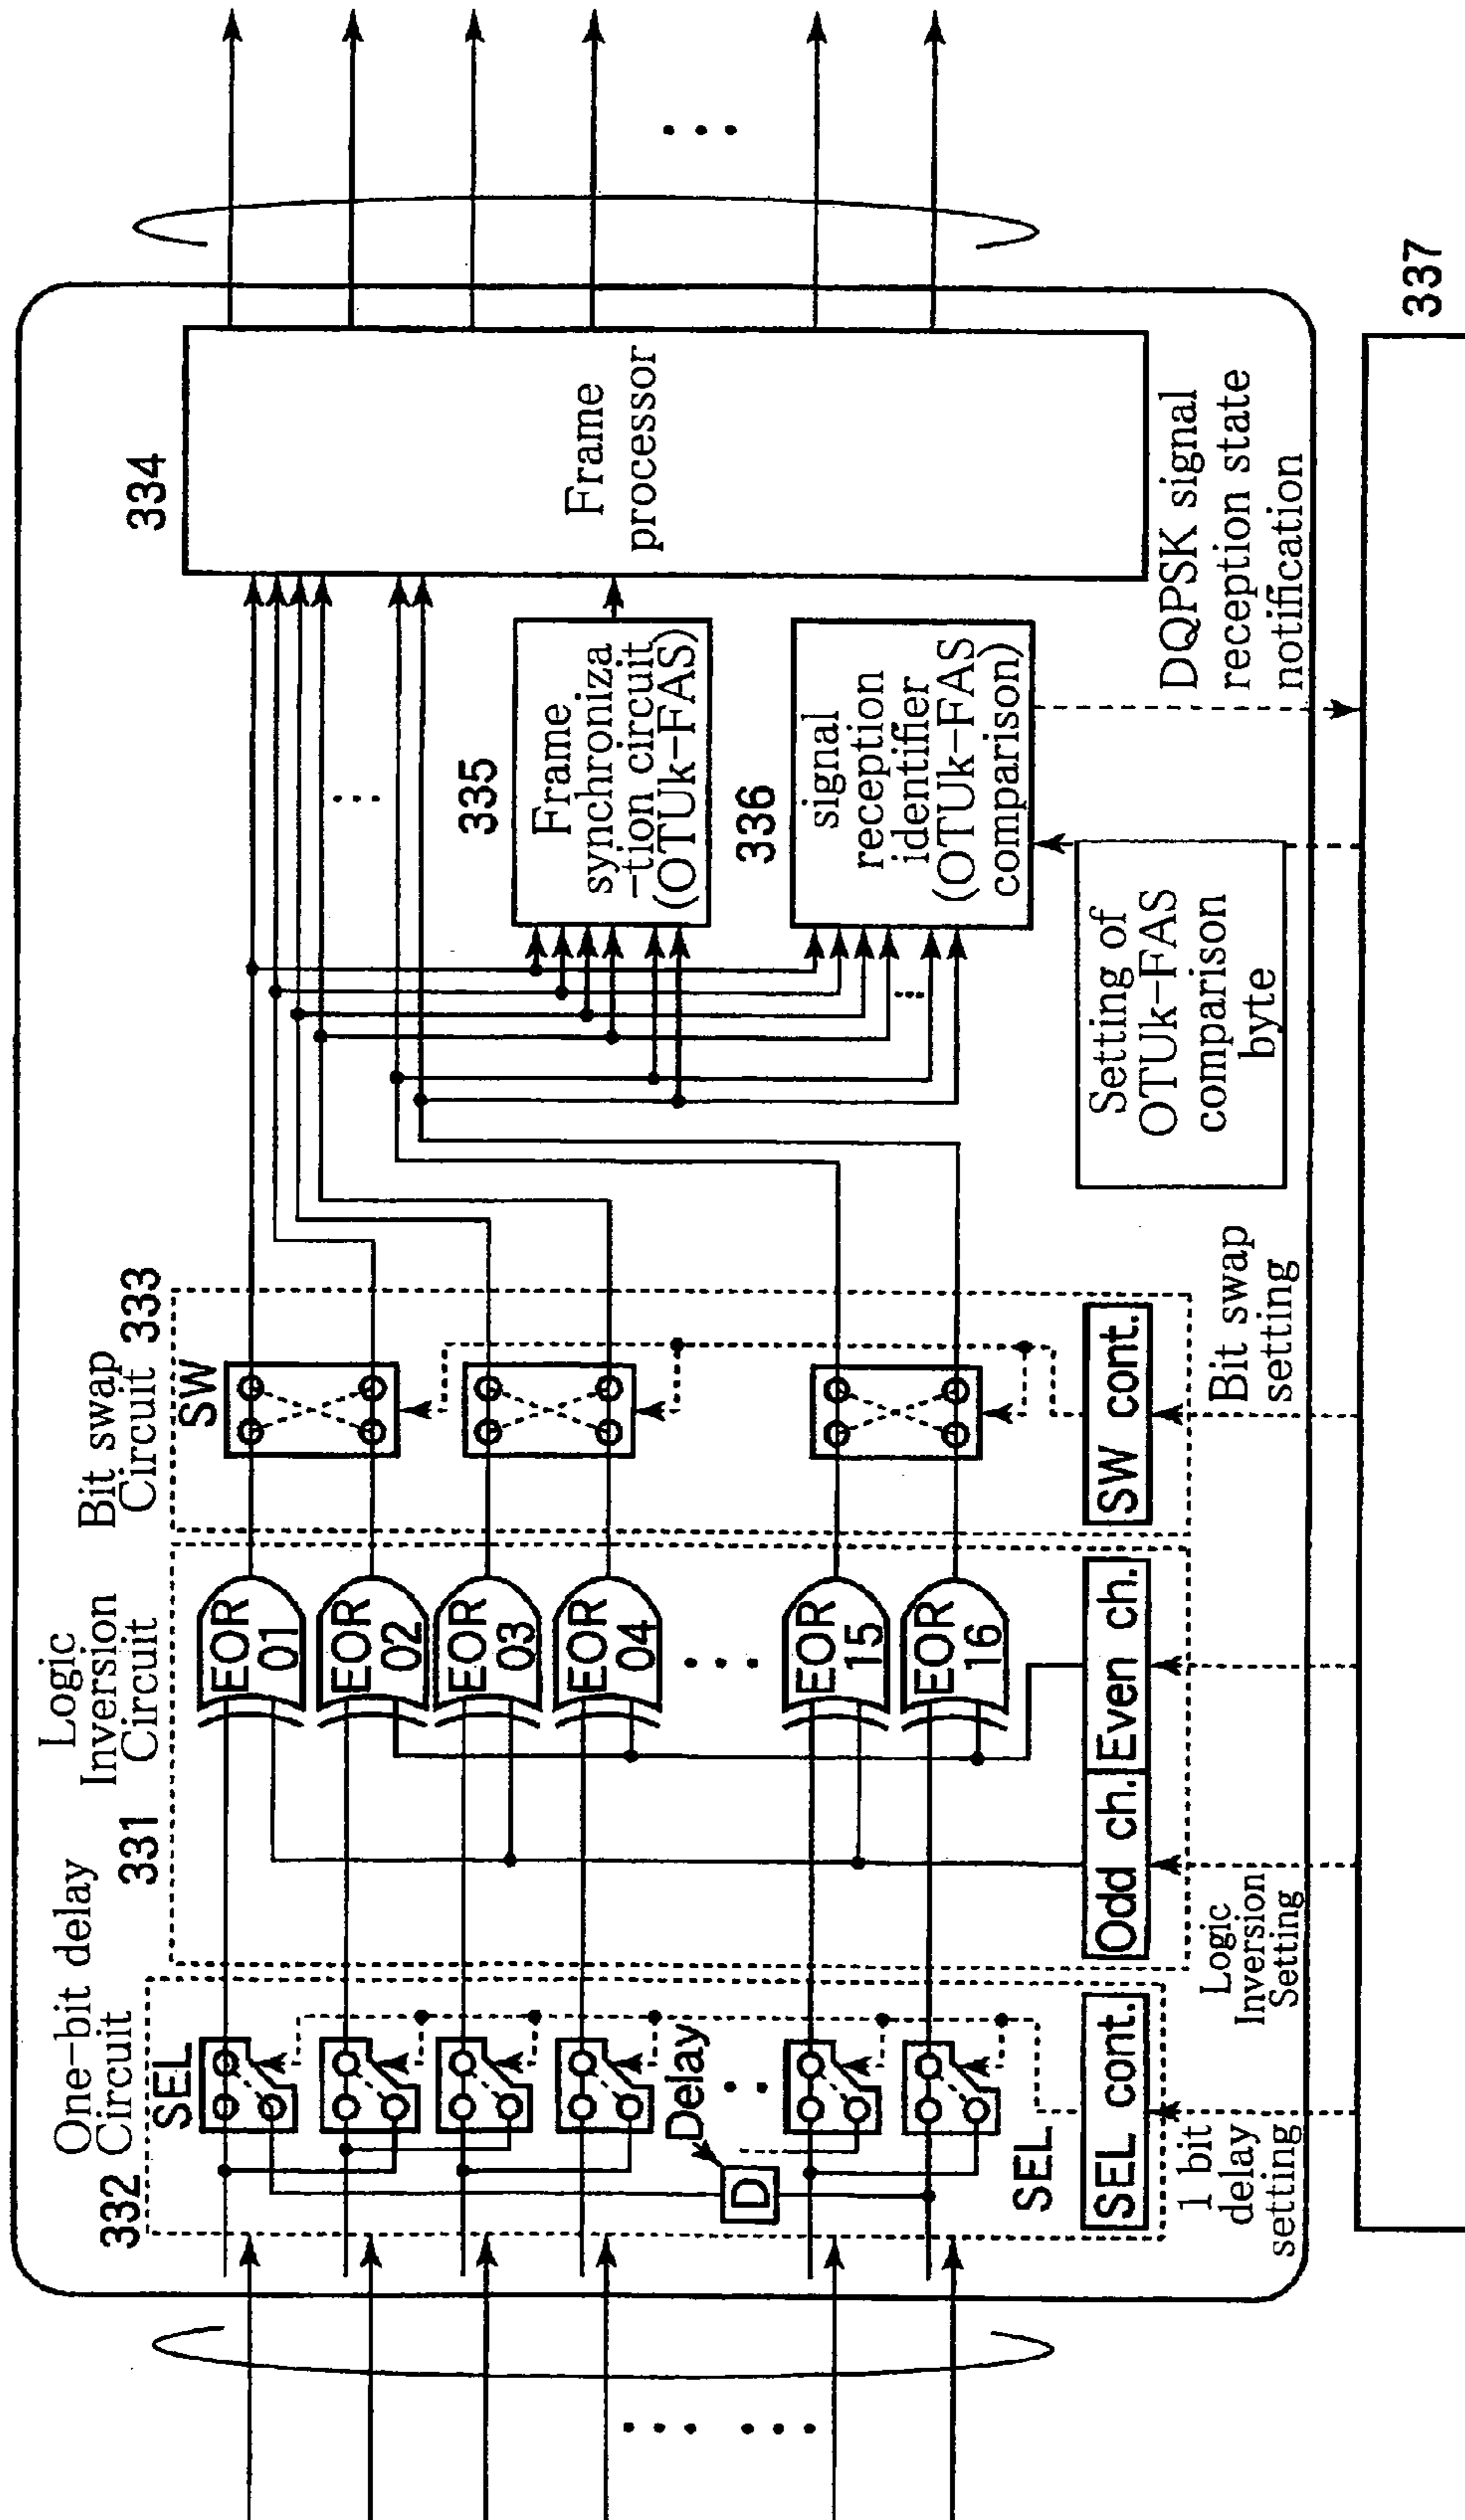 One-bit delay
Circuit
332
SEL
Delay
D
SEL
SEL cont.
1 bit
delay
setting
Logic
Inversion
Circuit
331
EOR
01
EOR
02
EOR
03
EOR
04
EOR
15
EOR
16
Odd ch.
Even ch.
Logic
Inversion
Setting
Bit swap
Circuit
333
SW
SW cont.
Bit swap
setting
335
Frame
synchroniza
-tion circuit
(OTUk-FAS)
336
signal
reception
identifier
(OTUk-FAS
comparison)
Setting of
OTUk-FAS
comparison
byte
334
Frame
processor
DQPSK signal
reception state
notification
337